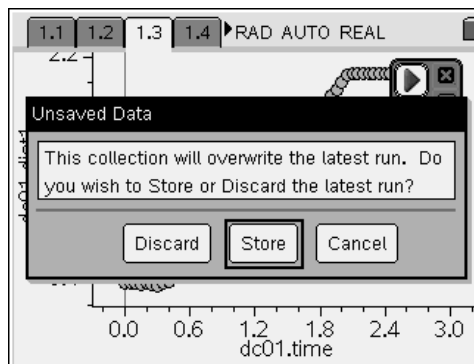 1.1 1.2 1.3 1.4 RAD AUTO REAL
2.2
Unsaved Data
This collection will overwrite the latest run. Do
you wish to Store or Discard the latest run?
Discard Store Cancel
0.0 0.6 1.2 1.8 2.4 3.0
dc01.time